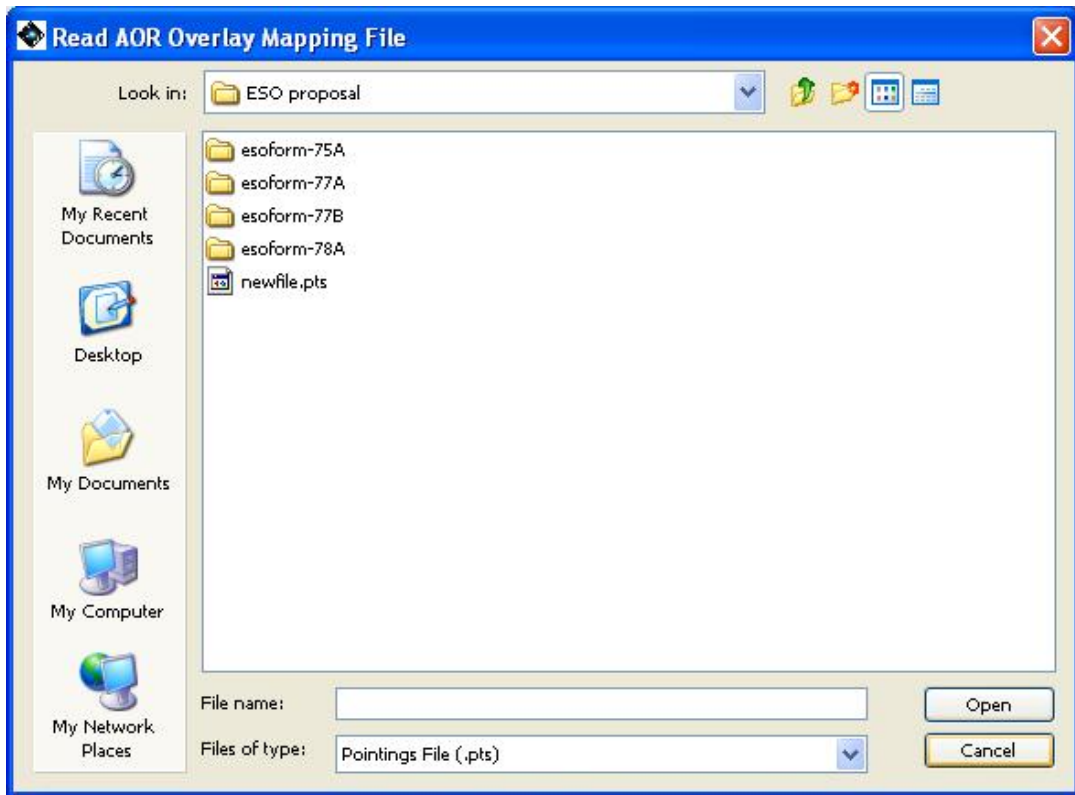 Read AOR Overlay Mapping File
Look in:
ESO proposal
My Recent
Documents
Desktop
My Documents
My Computer
My Network
Places
esoform-75A
esoform-77A
esoform-77B
esoform-78A
newfile.pts
File name:
Open
Files of type:
Pointings File (.pts)
Cancel